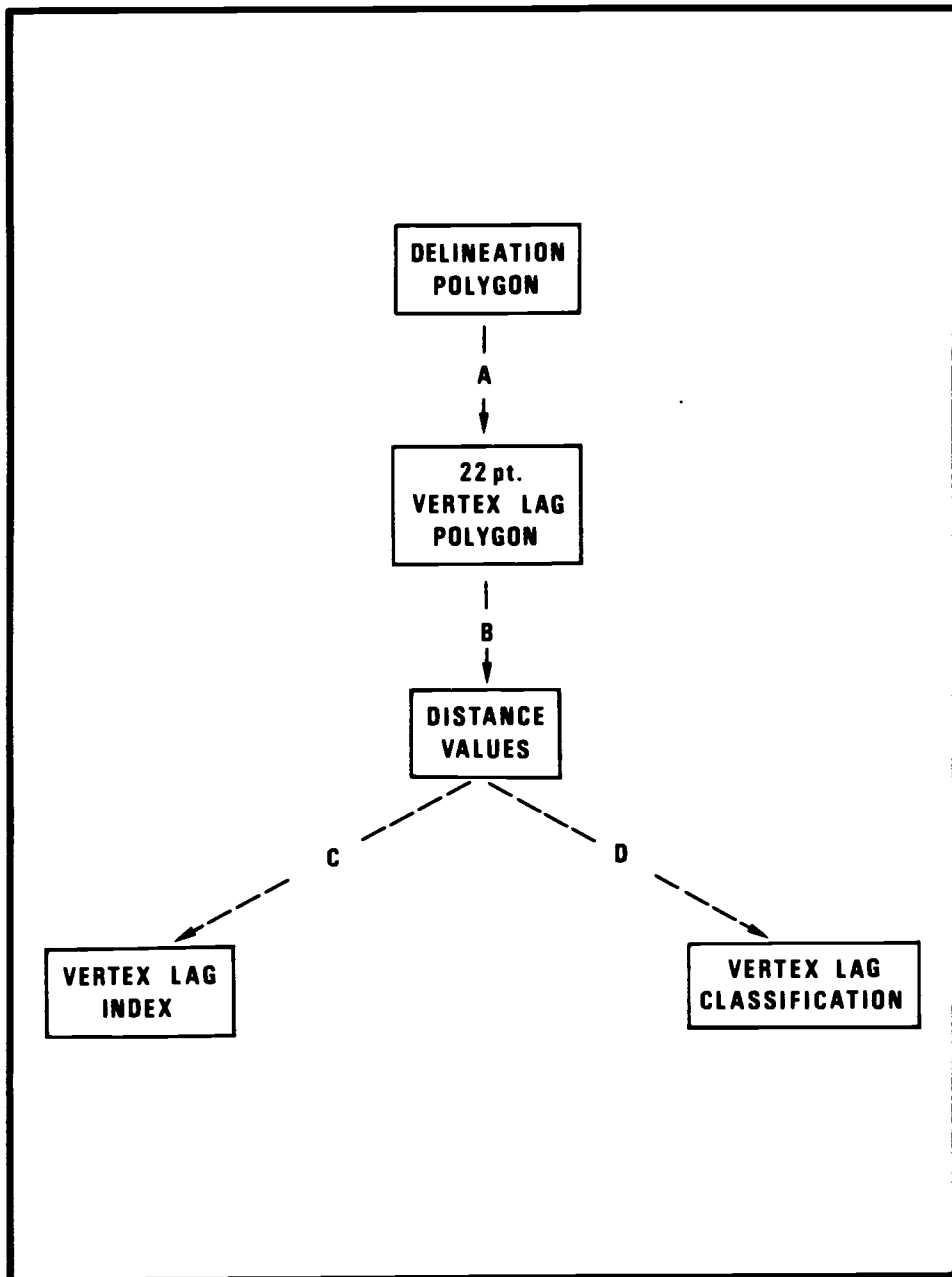 DELINEATION
POLYGON
A
22 pt.
VERTEX LAG
POLYGON
B
DISTANCE
VALUES
C
D
VERTEX LAG
INDEX
VERTEX LAG
CLASSIFICATION